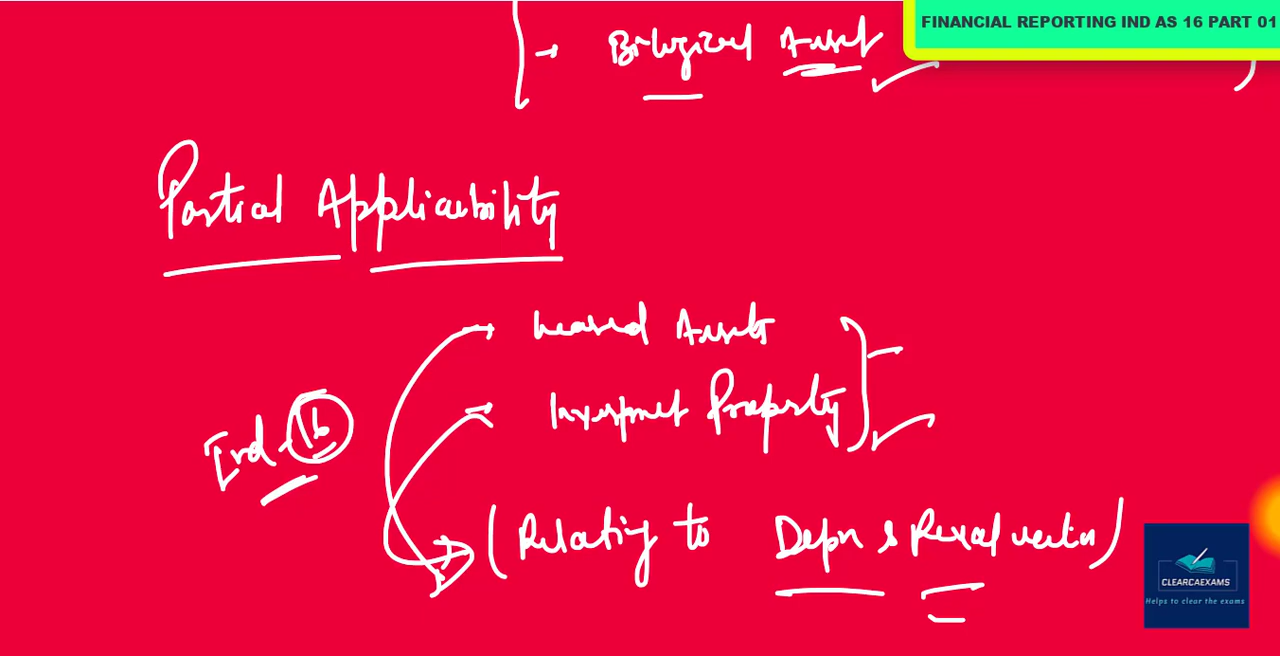 FINANCIAL REPORTING IND AS 16 PART 01
→ Biological Asset
Partial Applicability
→ Leased Assets
→ Investment Property
Ind 16
(Relating to Depn & Revaluation)
CLEARCAEXAMS
Helps to clear the exams